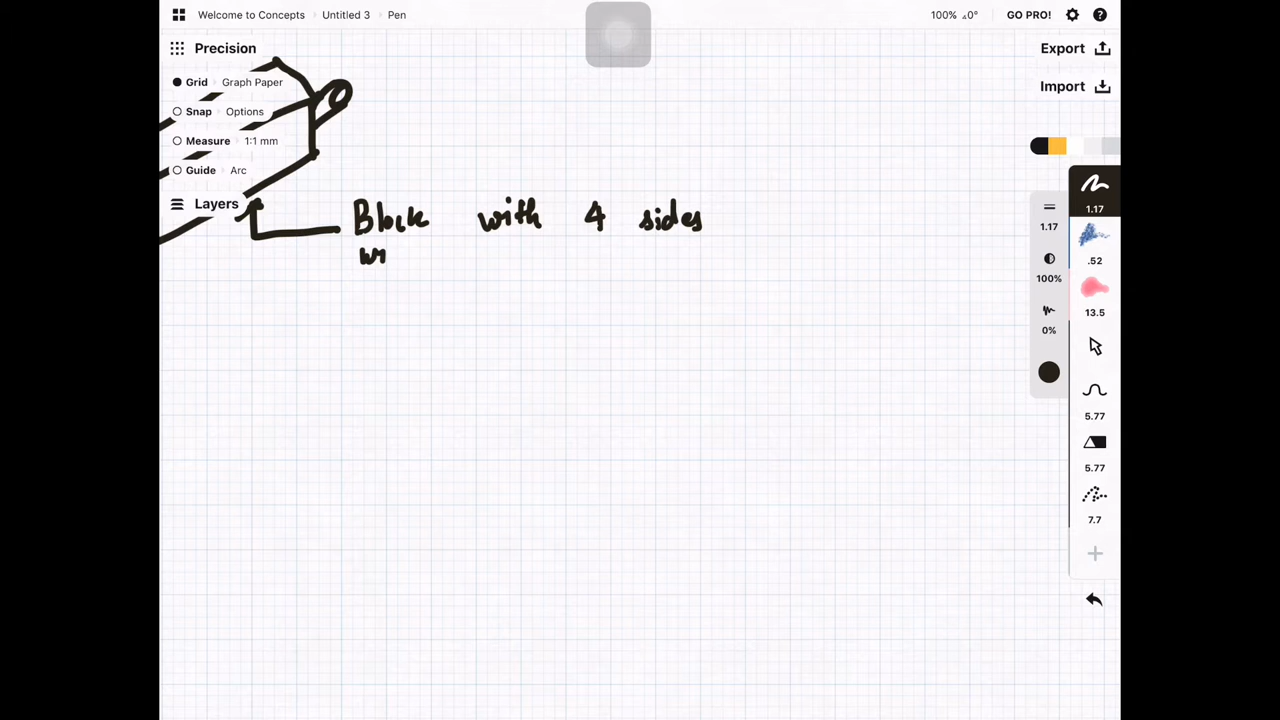 Welcome to Concepts › Untitled 3 › Pen
100% ⊿0° GO PRO!
Precision
Export
Grid › Graph Paper
Import
Snap › Options
Measure › 1:1 mm
Guide › Arc
Layers
Block with 4 sides
wr
1.17
1.17
.52
100%
13.5
0%
5.77
5.77
7.7